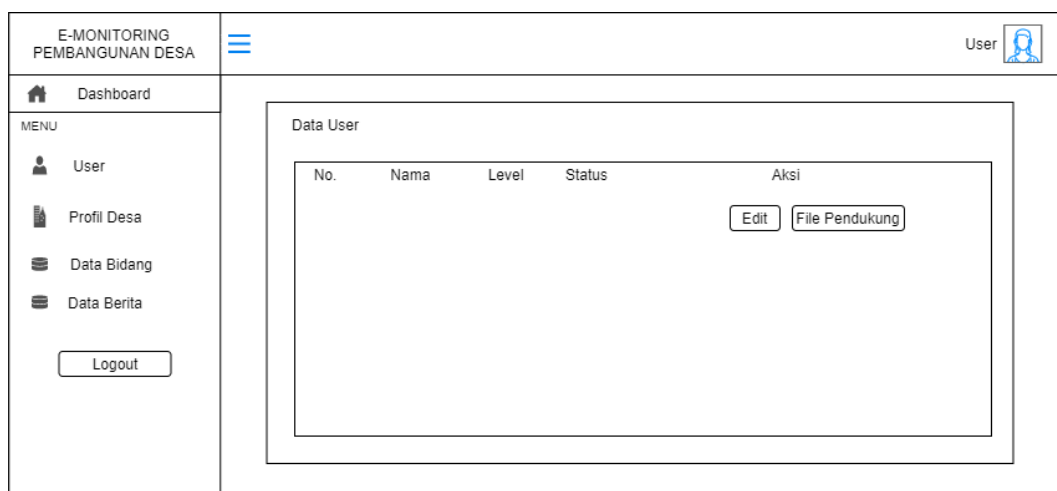 E-MONITORING
PEMBANGUNAN DESA
User
Dashboard
MENU
User
Profil Desa
Data Bidang
Data Berita
Logout
Data User
No. Nama Level Status Aksi
Edit File Pendukung